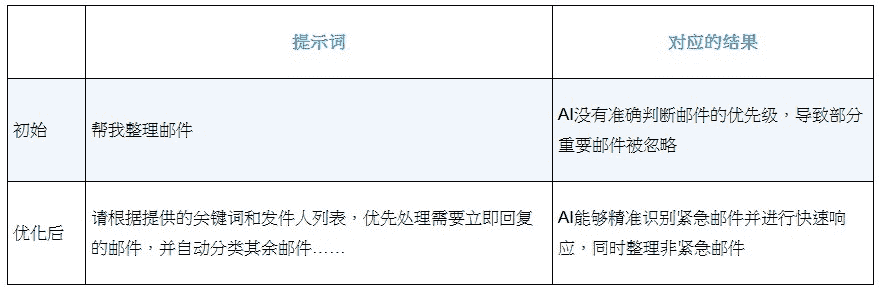 提示词
对应的结果
初始
帮我整理邮件
AI没有准确判断邮件的优先级，导致部分
重要邮件被忽略
优化后
请根据提供的关键词和发件人列表，优先处理需要立即回复
的邮件，并自动分类其余邮件……
AI能够精准识别紧急邮件并进行快速响
应，同时整理非紧急邮件